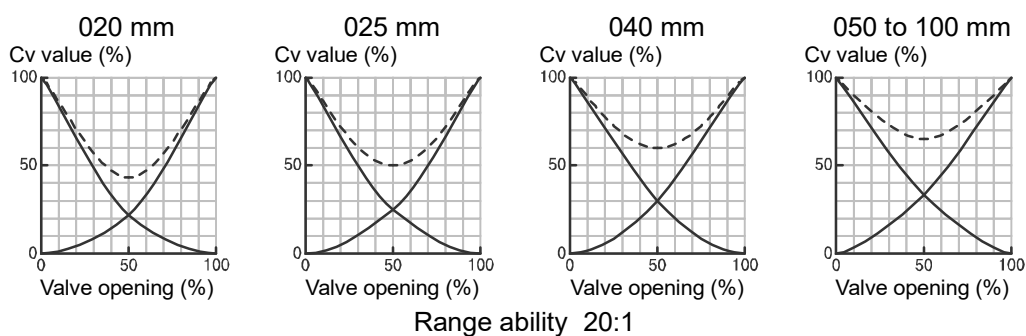 020 mm
Cv value (%)
100
50
0
0 50 100
Valve opening (%)
025 mm
Cv value (%)
100
50
0
0 50 100
Valve opening (%)
040 mm
Cv value (%)
100
50
0
0 50 100
Valve opening (%)
050 to 100 mm
Cv value (%)
100
50
0
0 50 100
Valve opening (%)
Range ability 20:1